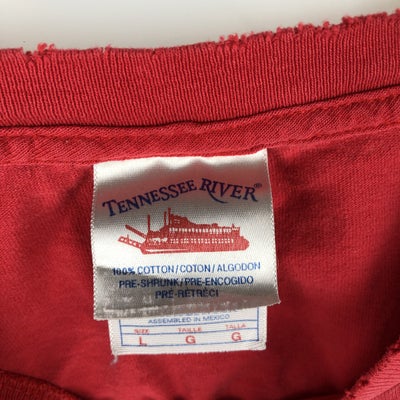 TENNESSEE RIVER®
100% COTTON/COTON/ALGODON
PRE-SHRUNK/PRE-ENCOGIDO
PRÉ-RÉTRÉCI
ASSEMBLED IN MEXICO
SIZE TAILLE TALLA
L G G